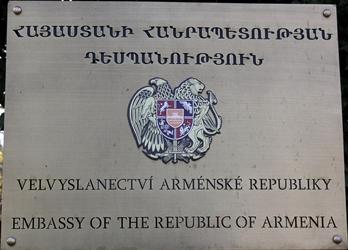 ՀԱՅԱՍՏԱՆԻ ՀԱՆՐԱՊԵՏՈՒԹՅԱՆ
ԴԵՍՊԱՆՈՒԹՅՈՒՆ
VELVYSLANECTVÍ ARMÉNSKÉ REPUBLIKY
EMBASSY OF THE REPUBLIC OF ARMENIA